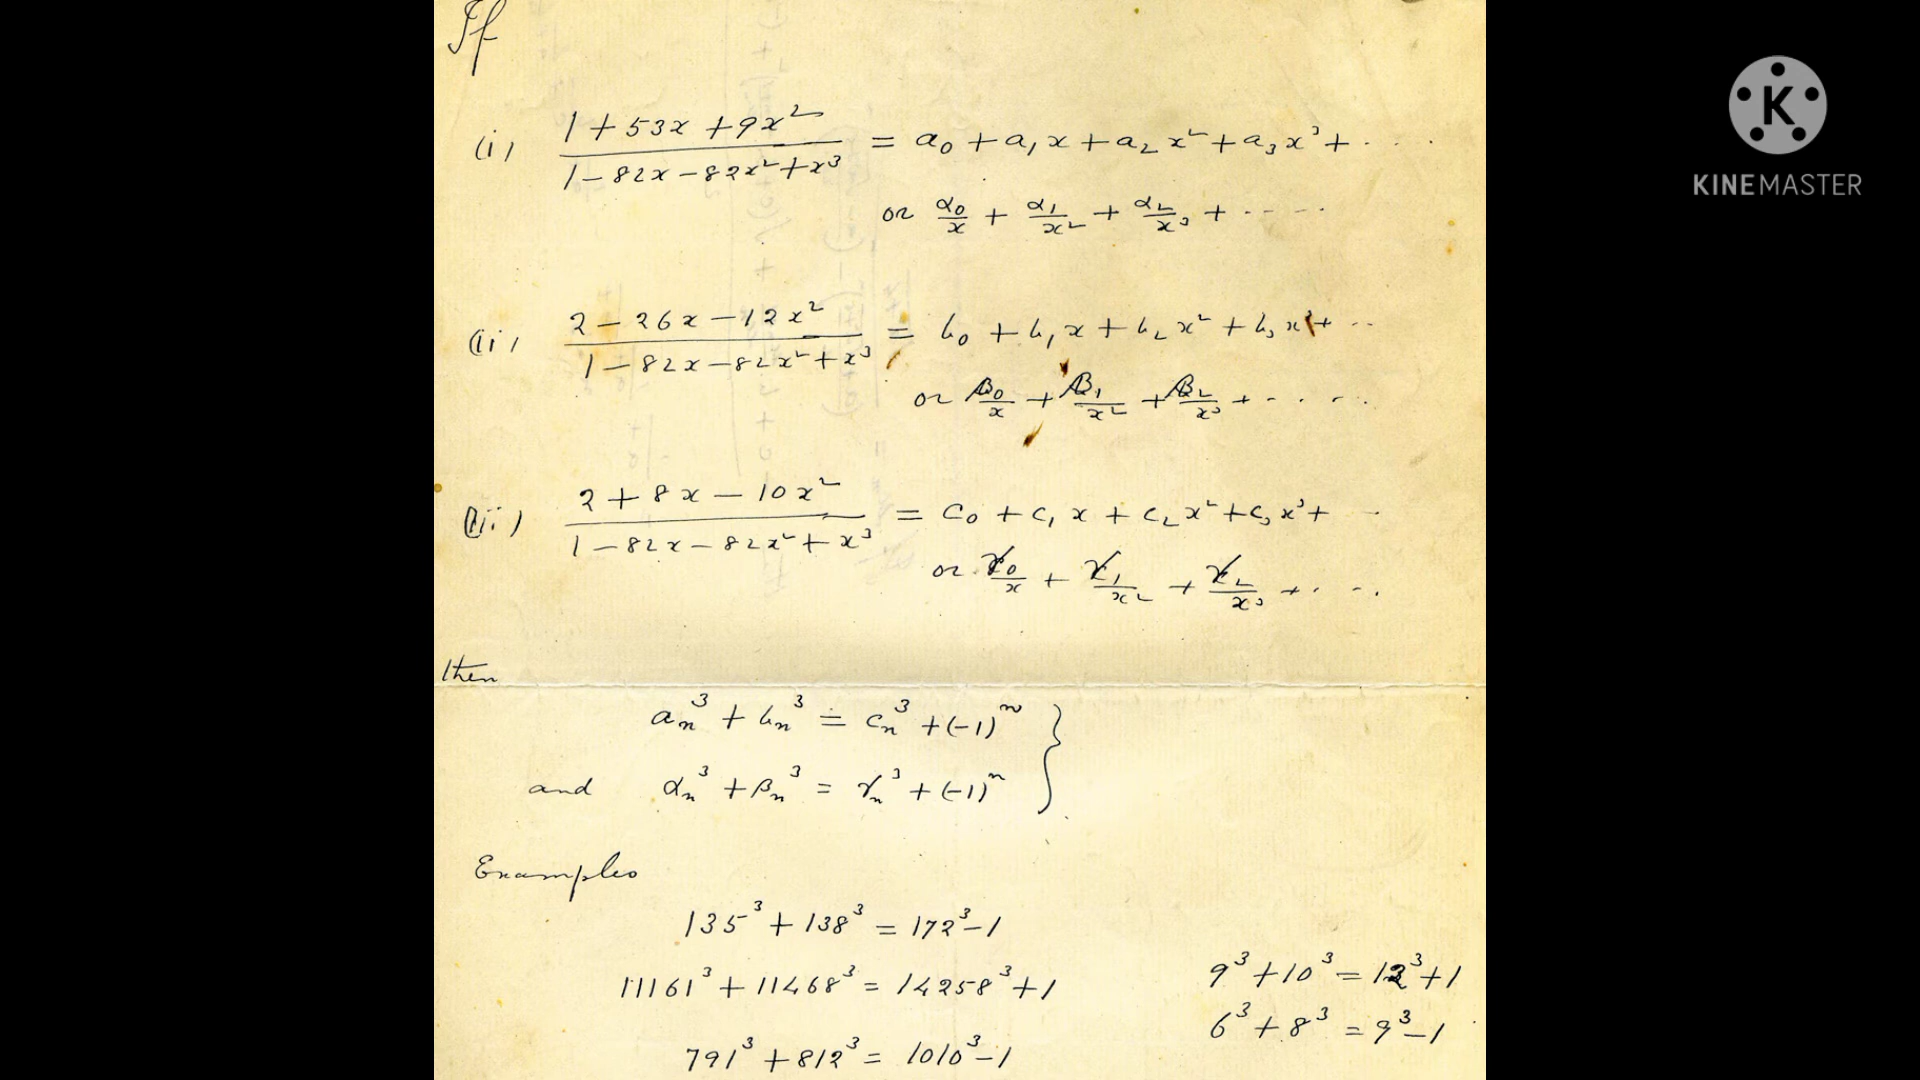 If
(i) (1 + 53x + 9x²)/(1 - 82x - 82x² + x³) = a₀ + a₁x + a₂x² + a₃x³ + ....
or α₀/x + α₁/x² + α₂/x³ + .....
(ii) (2 - 26x - 12x²)/(1 - 82x - 82x² + x³) = b₀ + b₁x + b₂x² + b₃x³ + ..
or β₀/x + β₁/x² + β₂/x³ + .....
(iii) (2 + 8x - 10x²)/(1 - 82x - 82x² + x³) = c₀ + c₁x + c₂x² + c₃x³ + ..
or γ₀/x + γ₁/x² + γ₂/x³ + ....
then
aₙ³ + bₙ³ = cₙ³ + (-1)ⁿ }
and αₙ³ + βₙ³ = γₙ³ + (-1)ⁿ
Examples
135³ + 138³ = 172³ - 1
11161³ + 11468³ = 14258³ + 1
791³ + 812³ = 1010³ - 1
9³ + 10³ = 12³ + 1
6³ + 8³ = 9³ - 1
K
KINEMASTER